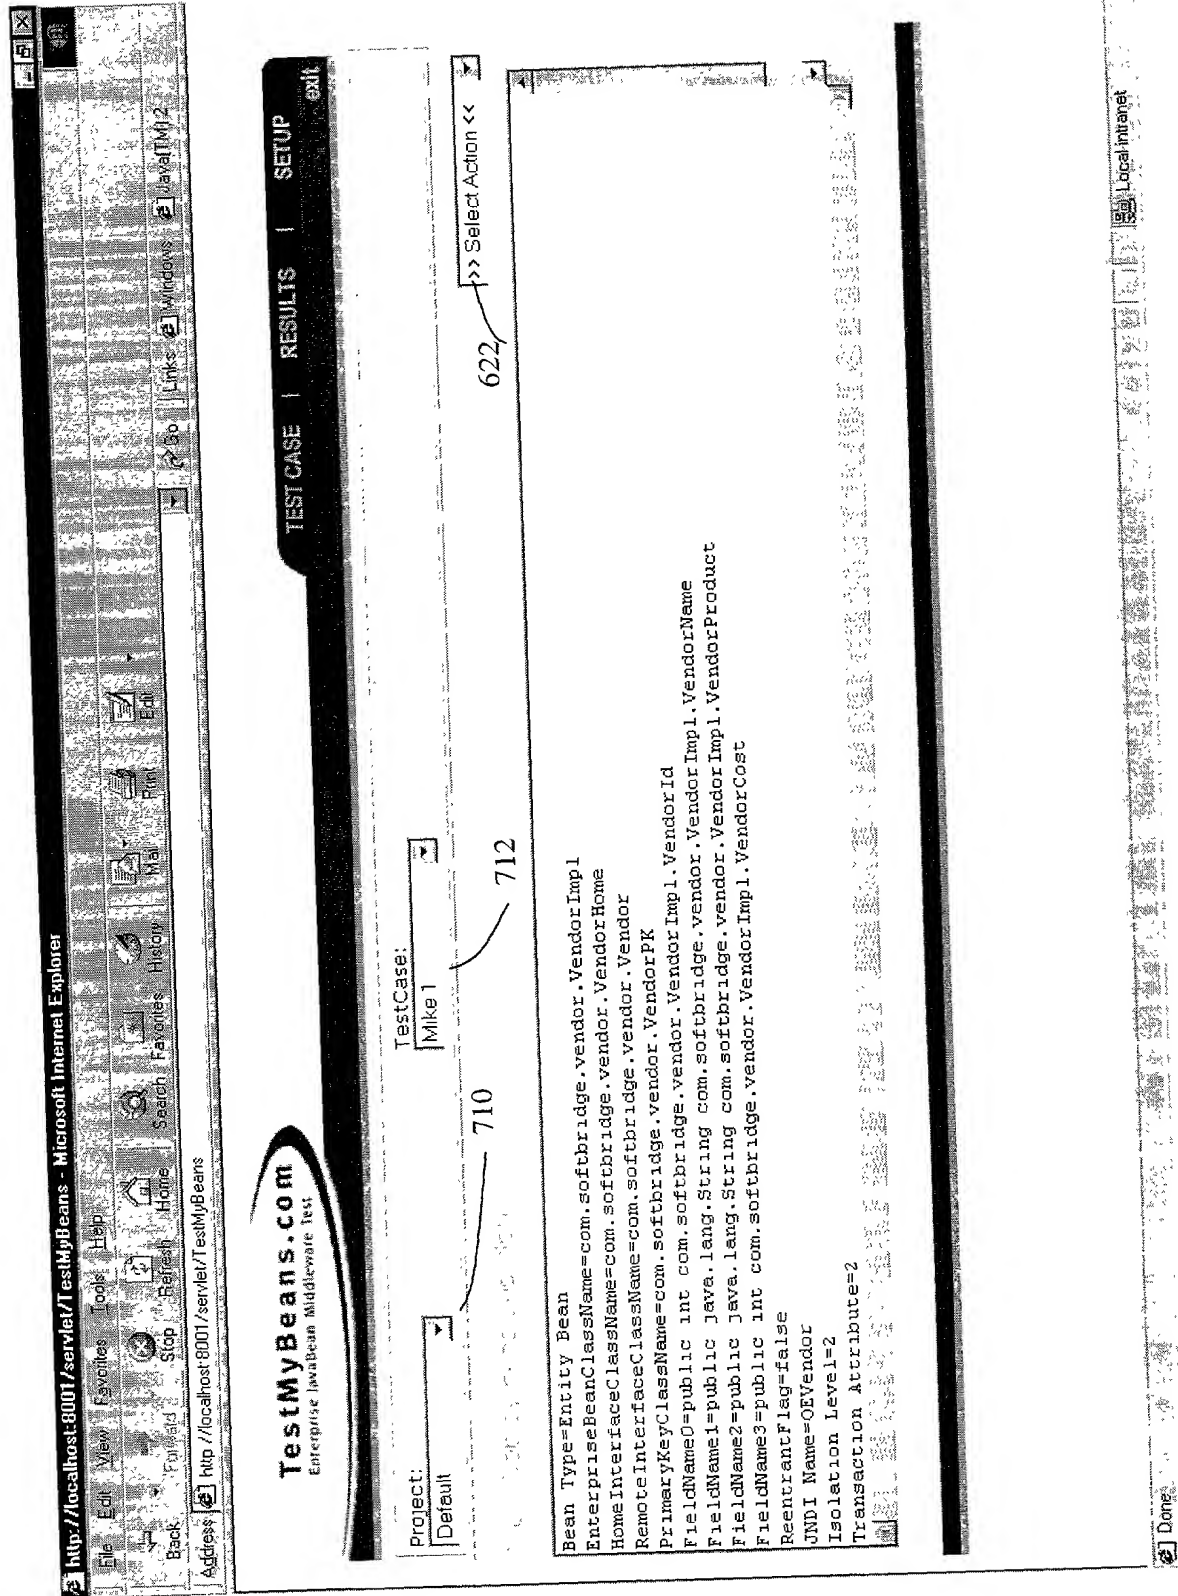 http://localhost:8001/servlet/TestMyBeans - Microsoft Internet Explorer
File Edit View Favorites Tools Help
Back Forward Stop Refresh Home Search Favorites History Mail Print Edit
Address http://localhost:8001/servlet/TestMyBeans Go Links Windows Java(TM) 2
TestMyBeans.com
Enterprise JavaBean Middleware Test
TEST CASE | RESULTS | SETUP
exit
Project: TestCase:
Default Mike 1
>> Select Action <<
710
712
622
Bean Type=Entity Bean
EnterpriseBeanClassName=com.softbridge.vendor.VendorImpl
HomeInterfaceClassName=com.softbridge.vendor.VendorHome
RemoteInterfaceClassName=com.softbridge.vendor.Vendor
PrimaryKeyClassName=com.softbridge.vendor.VendorPK
FieldName0=public int com.softbridge.vendor.VendorImpl.VendorId
FieldName1=public java.lang.String com.softbridge.vendor.VendorImpl.VendorName
FieldName2=public java.lang.String com.softbridge.vendor.VendorImpl.VendorProduct
FieldName3=public int com.softbridge.vendor.VendorImpl.VendorCost
ReentrantFlag=false
JNDI Name=OEVendor
Isolation Level=2
Transaction Attribute=2
Done Local intranet